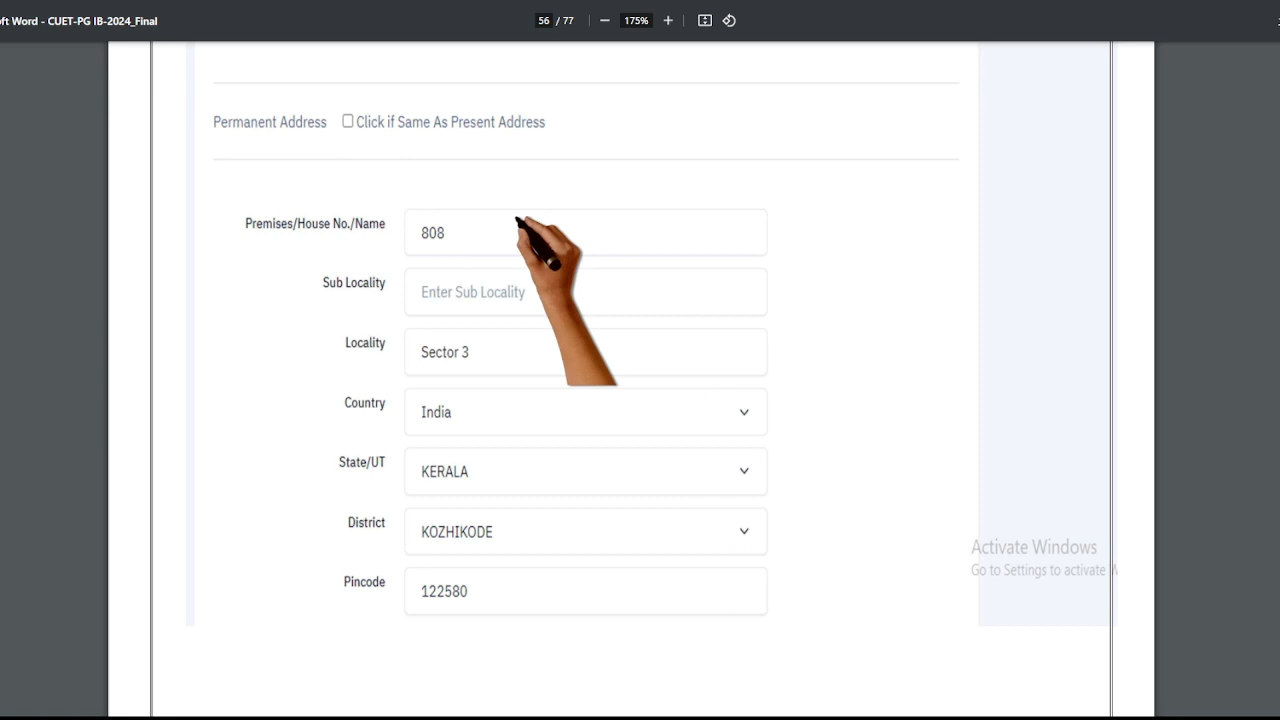 oft Word - CUET-PG IB-2024_Final
56 / 77
175%
Permanent Address Click if Same As Present Address
Premises/House No./Name 808
Sub Locality Enter Sub Locality
Locality Sector 3
Country India
State/UT KERALA
District KOZHIKODE
Pincode 122580
Activate Windows
Go to Settings to activate W